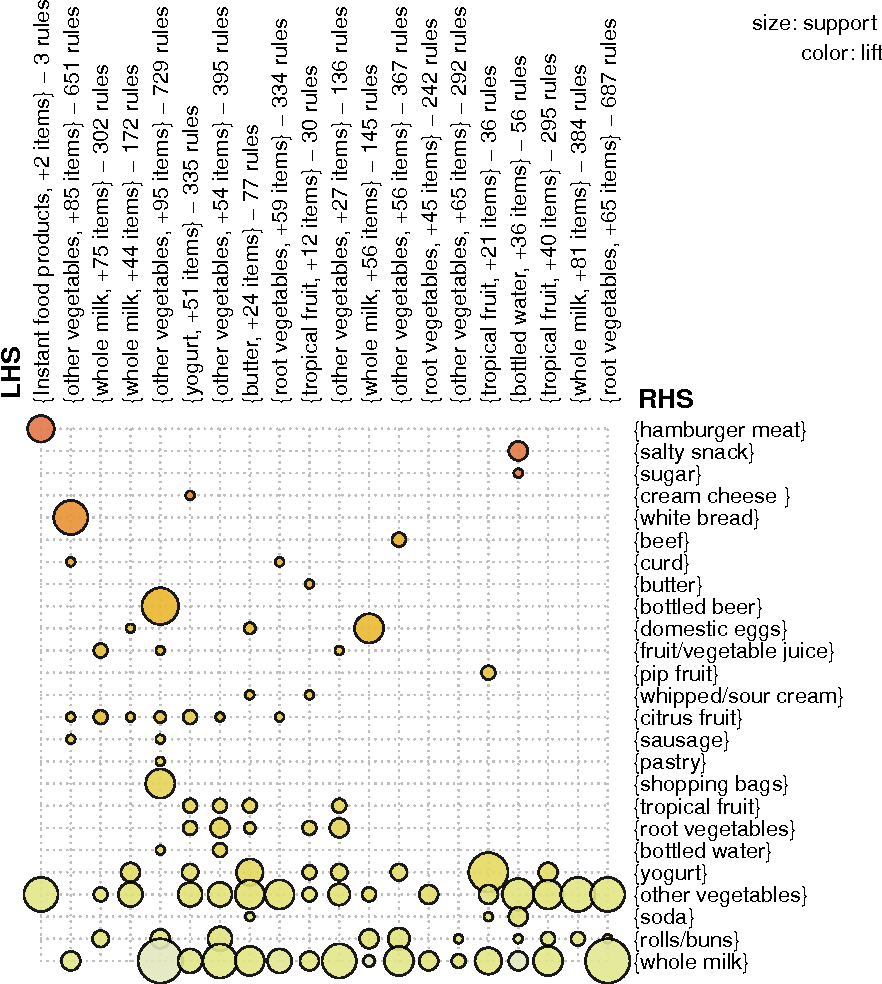 size: support
color: lift
LHS
{Instant food products, +2 items} − 3 rules
{other vegetables, +85 items} − 651 rules
{whole milk, +75 items} − 302 rules
{whole milk, +44 items} − 172 rules
{other vegetables, +95 items} − 729 rules
{yogurt, +51 items} − 335 rules
{other vegetables, +54 items} − 395 rules
{butter, +24 items} − 77 rules
{root vegetables, +59 items} − 334 rules
{tropical fruit, +12 items} − 30 rules
{other vegetables, +27 items} − 136 rules
{whole milk, +56 items} − 145 rules
{other vegetables, +56 items} − 367 rules
{root vegetables, +45 items} − 242 rules
{other vegetables, +65 items} − 292 rules
{tropical fruit, +21 items} − 36 rules
{bottled water, +36 items} − 56 rules
{tropical fruit, +40 items} − 295 rules
{whole milk, +81 items} − 384 rules
{root vegetables, +65 items} − 687 rules
RHS
{hamburger meat}
{salty snack}
{sugar}
{cream cheese }
{white bread}
{beef}
{curd}
{butter}
{bottled beer}
{domestic eggs}
{fruit/vegetable juice}
{pip fruit}
{whipped/sour cream}
{citrus fruit}
{sausage}
{pastry}
{shopping bags}
{tropical fruit}
{root vegetables}
{bottled water}
{yogurt}
{other vegetables}
{soda}
{rolls/buns}
{whole milk}